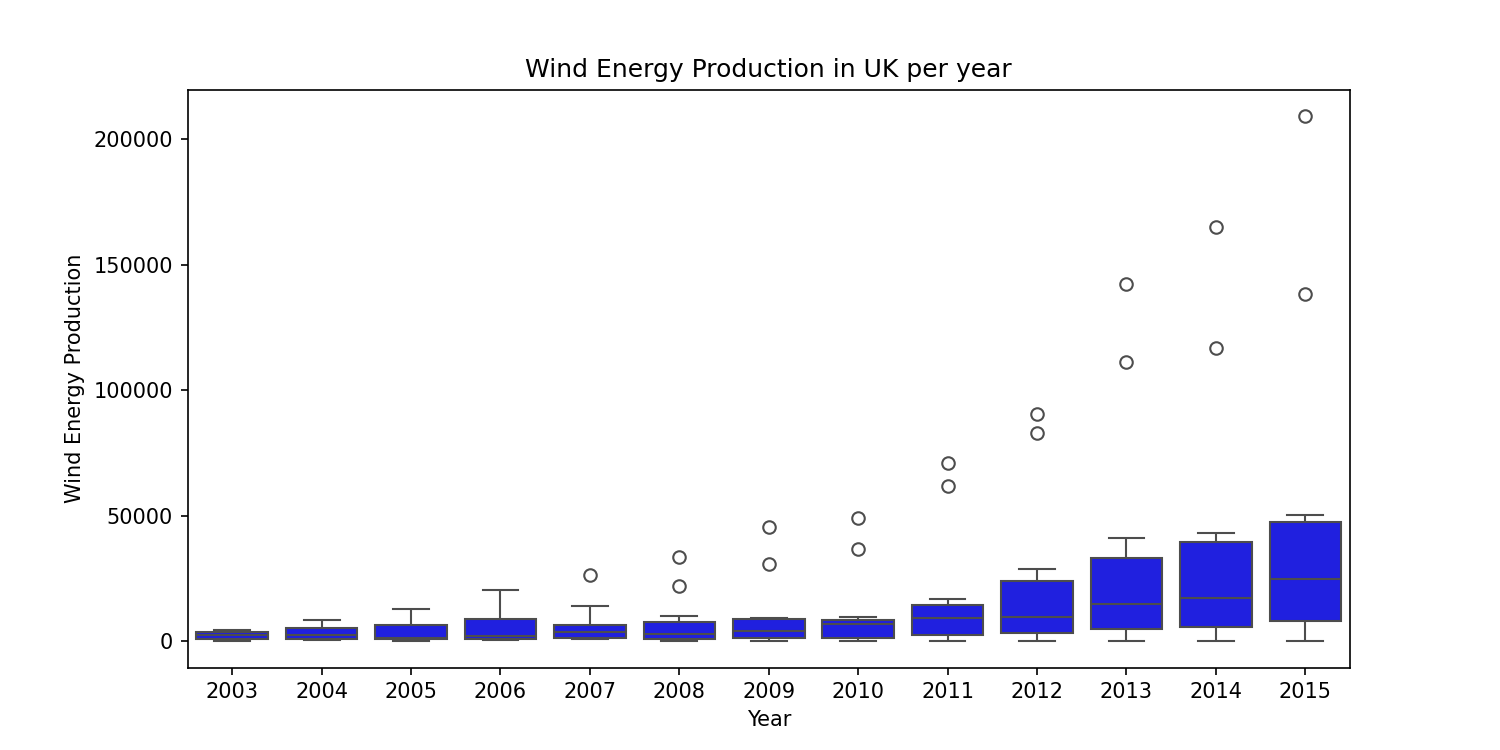 Wind Energy Production in UK per year
Wind Energy Production
200000
150000
100000
50000
0
2003 2004 2005 2006 2007 2008 2009 2010 2011 2012 2013 2014 2015
Year